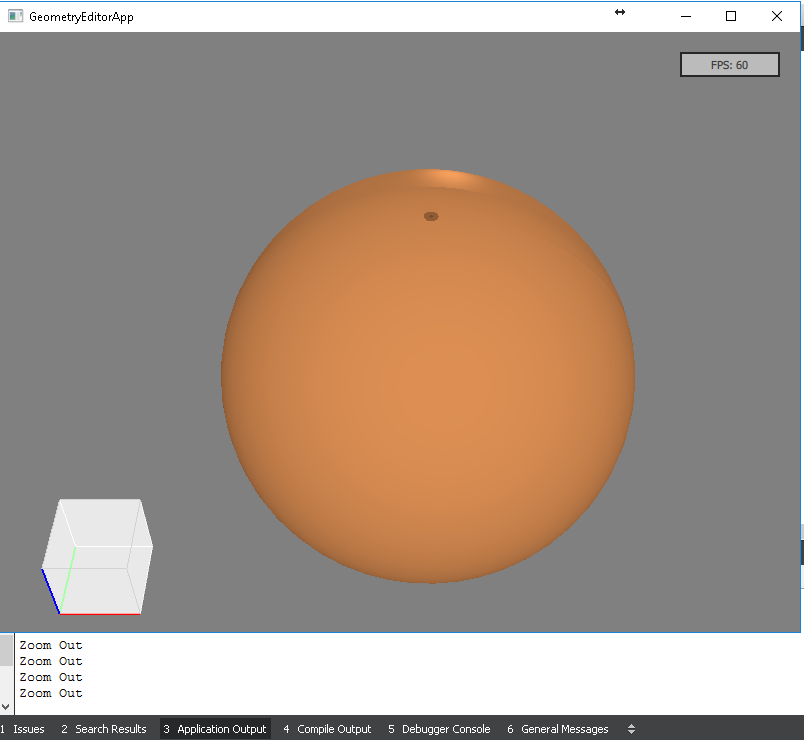 GeometryEditorApp
FPS: 60
Zoom Out
Zoom Out
Zoom Out
Zoom Out
1 Issues 2 Search Results 3 Application Output 4 Compile Output 5 Debugger Console 6 General Messages